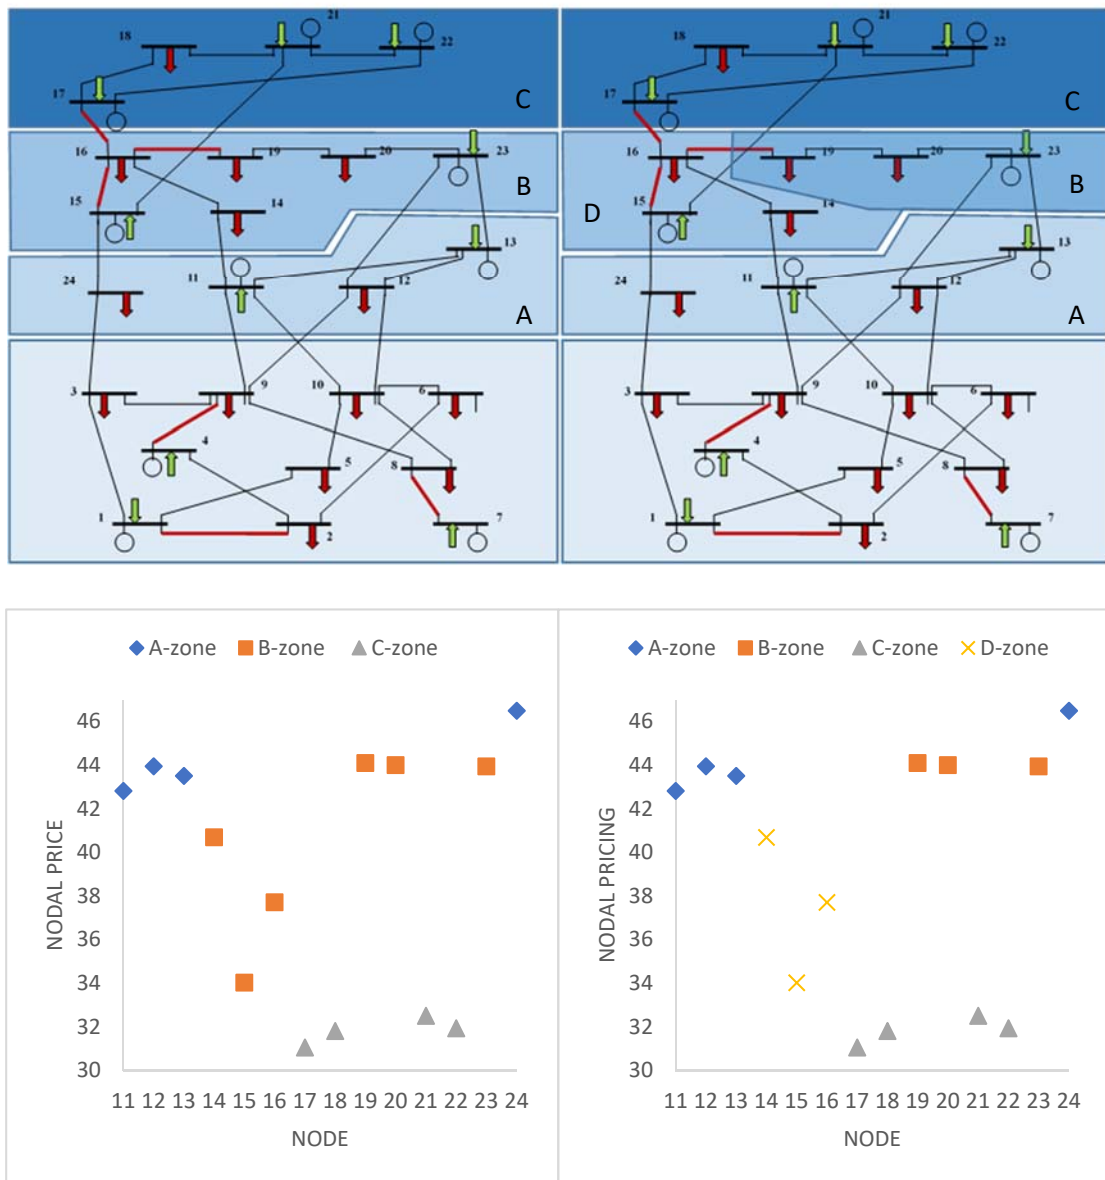 21 21
18 22 18 22
17 C 17 C
16 19 20 23 16 19 20 23
B B
15 14 D 15 14
13 13
24 11 12 24 11 12
A A
3 9 10 6 3 9 10 6
4 4
5 8 5 8
1 2 7 1 2 7
A-zone B-zone C-zone
NODAL PRICE
46
44
42
40
38
36
34
32
30
11 12 13 14 15 16 17 18 19 20 21 22 23 24
NODE
A-zone B-zone C-zone D-zone
NODAL PRICING
46
44
42
40
38
36
34
32
30
11 12 13 14 15 16 17 18 19 20 21 22 23 24
NODE